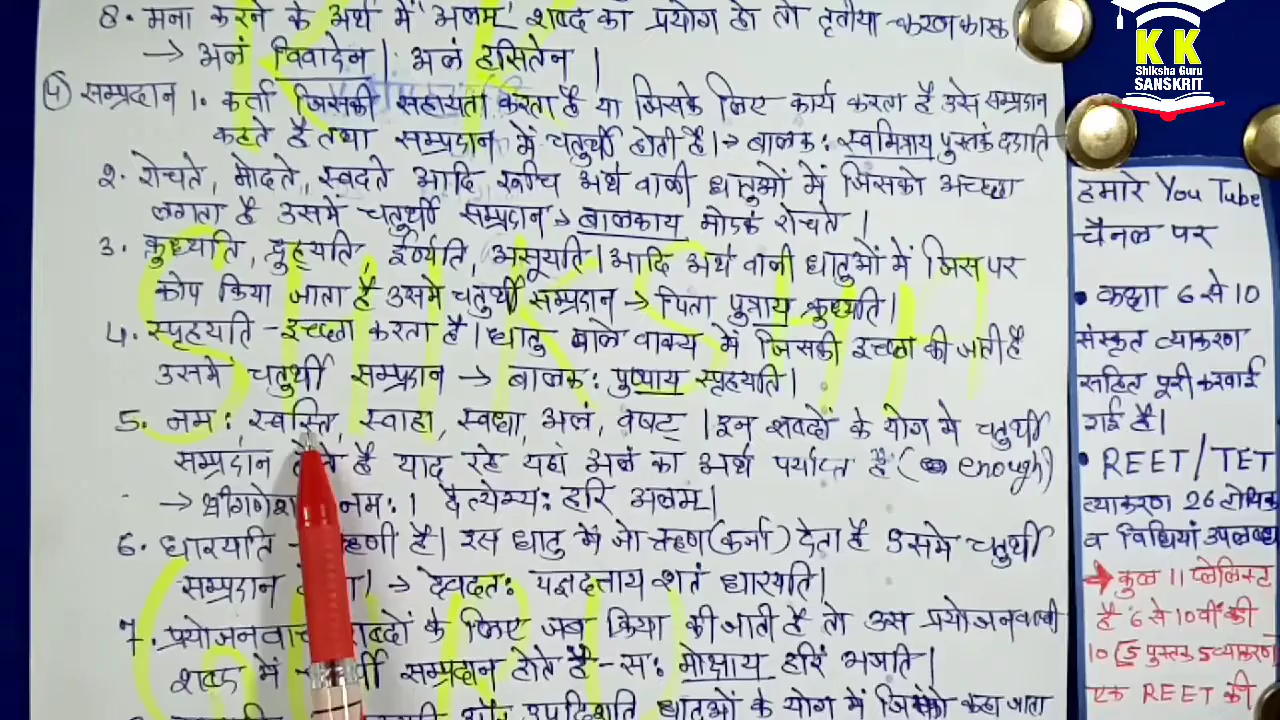 8. मना करने के अर्थ में 'अलम्' शब्द का प्रयोग हो तो तृतीया-करण कारक
→ अलं विवादेन। अलं हसितेन ।
④ सम्प्रदान 1. कर्ता जिसकी सहायता करता है या जिसके लिए कार्य करता है उसे सम्प्रदान
कहते है तथा सम्प्रदान में चतुर्थी होती है।→ बालक: स्वमित्राय पुस्तकं ददाति
2. रोचते, मोदते, स्वदते आदि रूचि अर्थ वाली धातुओं में जिसको अच्छा
लगता है उसमें चतुर्थी सम्प्रदान→ बालकाय मोदकं रोचते ।
3. क्रुध्यति, द्रुह्यति, ईर्ष्यति, असूयति। आदि अर्थ वाली धातुओं में जिस पर
कोप किया जाता है उसमे चतुर्थी सम्प्रदान → पिता पुत्राय क्रुध्यति।
4. स्पृहयति - इच्छा करता है। धातु वाले वाक्य में जिसकी इच्छा की जाती है
उसमें चतुर्थी सम्प्रदान → बालक: पुष्पाय स्पृहयति।
5. नम:, स्वस्ति, स्वाहा, स्वधा, अलं, वषट् । इन शब्दों के योग मे चतुर्थी
सम्प्रदान है याद रहे यहां अलं का अर्थ पर्याप्त है (enough)
→ श्रीगणेशा नम:। दैत्येभ्य: हरि अलम्।
6. धारयति - ऋणी है। इस धातु में जो ऋण (कर्जा) देता है उसमे चतुर्थी
सम्प्रदान → देवदत: यज्ञदत्ताय शतं धारयति।
7. प्रयोजनवाची शब्दों के लिए जब क्रिया की जाती है तो उस प्रयोजनवाची
शब्द में चतुर्थी सम्प्रदान होते है - स: मोक्षाय हरिं भजति।
उपदिशति धातुओं के योग में जिसको कहा जाता
KK
Shiksha Guru
SANSKRIT
हमारे You Tube
चैनल पर
• कक्षा 6 से 10
संस्कृत व्याकरण
सहित पूरी करवाई
गई है।
• REET/TET
व्याकरण 26 टॉपिक
व विधियां उपलब्ध
→ कुल 11 प्लेलिस्ट
है 6 से 10वीं की
10 (5 पुस्तक 5 व्याकरण)
एक REET की